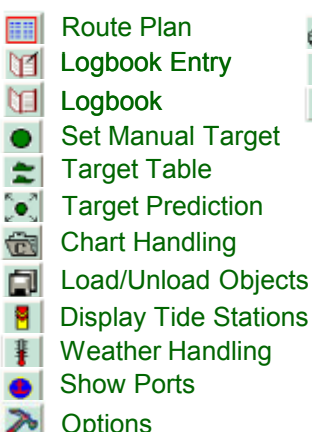 Route Plan
Logbook Entry
Logbook
Set Manual Target
Target Table
Target Prediction
Chart Handling
Load/Unload Objects
Display Tide Stations
Weather Handling
Show Ports
Options